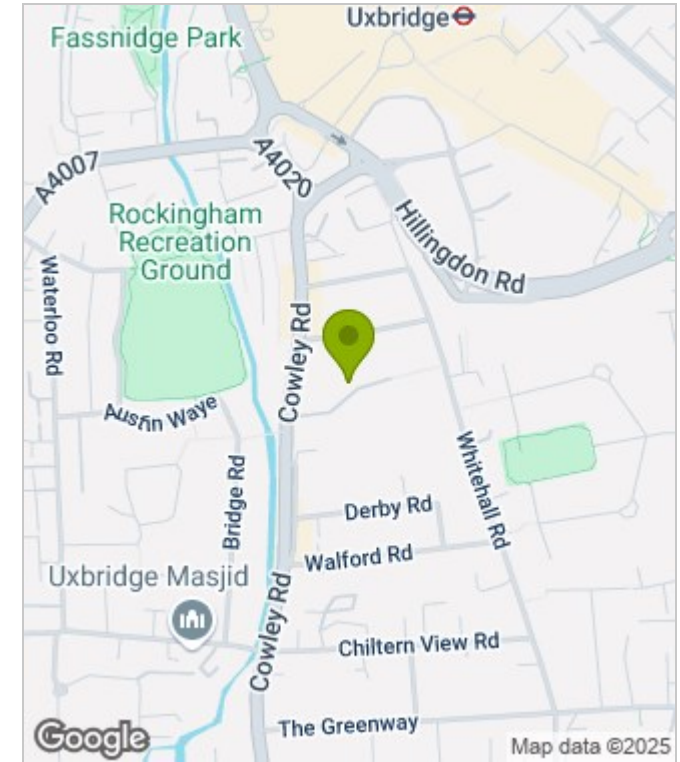 Uxbridge
Fassnidge Park
A4007
A4020
Rockingham
Recreation
Ground
Hillingdon Rd
Waterloo Rd
Cowley Rd
Austin Waye
Bridge Rd
Whitehall Rd
Derby Rd
Walford Rd
Uxbridge Masjid
Cowley Rd
Chiltern View Rd
The Greenway
Google
Map data ©2025